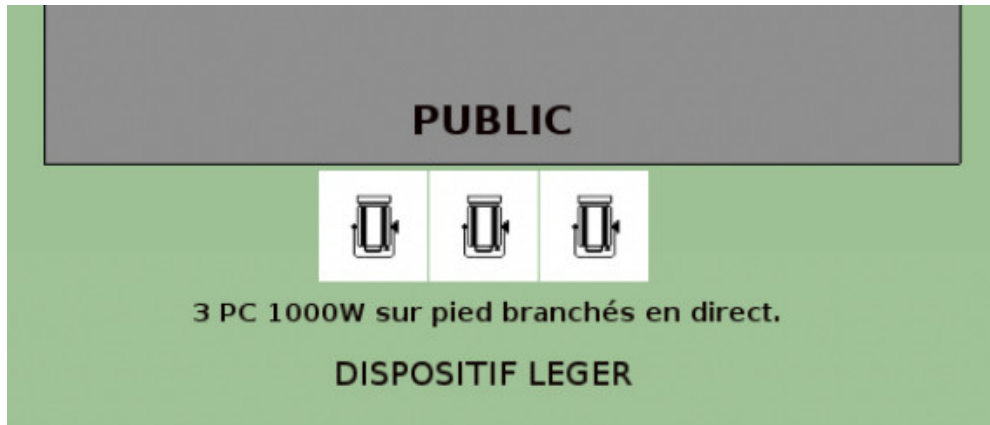 PUBLIC
3 PC 1000W sur pied branchés en direct.
DISPOSITIF LEGER